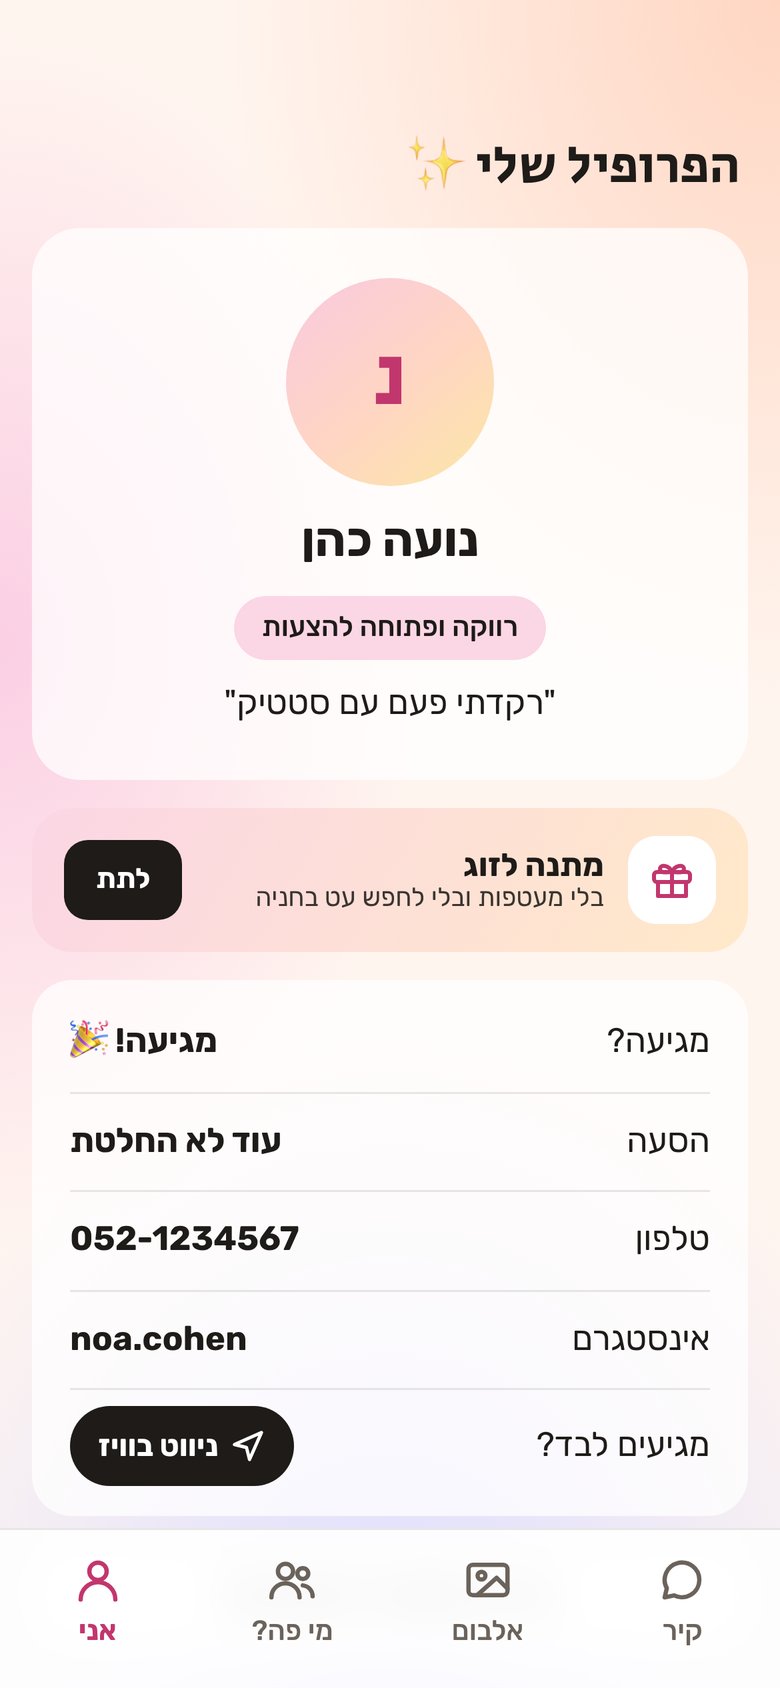 הפרופיל שלי ✨
נ
נועה כהן
רווקה ופתוחה להצעות
"רקדתי פעם עם סטטיק"
מתנה לזוג
בלי מעטפות ובלי לחפש עט בחניה
לתת
מגיעה? מגיעה! 🎉
הסעה עוד לא החלטת
טלפון 052-1234567
אינסטגרם noa.cohen
מגיעים לבד? ניווט בוויז
קיר אלבום מי פה? אני